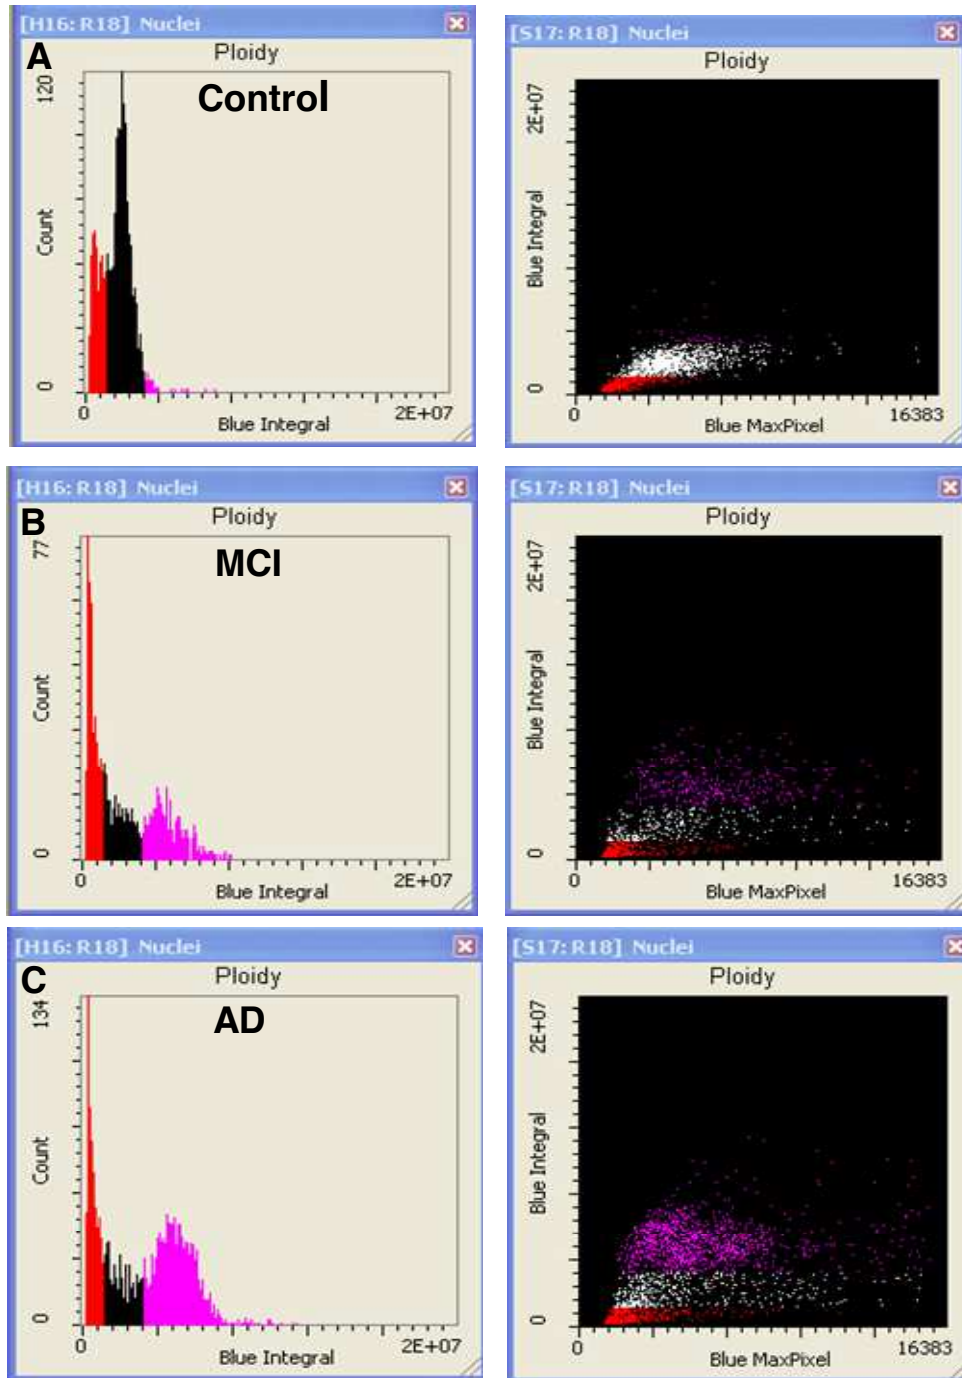 [H16: R18] Nuclei
A
Ploidy
Control
120
Count
0
0
2E+07
Blue Integral
[S17: R18] Nuclei
Ploidy
2E+07
Blue Integral
0
0
16383
Blue MaxPixel
[H16: R18] Nuclei
B
Ploidy
MCI
77
Count
0
0
2E+07
Blue Integral
[S17: R18] Nuclei
Ploidy
2E+07
Blue Integral
0
0
16383
Blue MaxPixel
[H16: R18] Nuclei
C
Ploidy
AD
134
Count
0
0
2E+07
Blue Integral
[S17: R18] Nuclei
Ploidy
2E+07
Blue Integral
0
0
16383
Blue MaxPixel